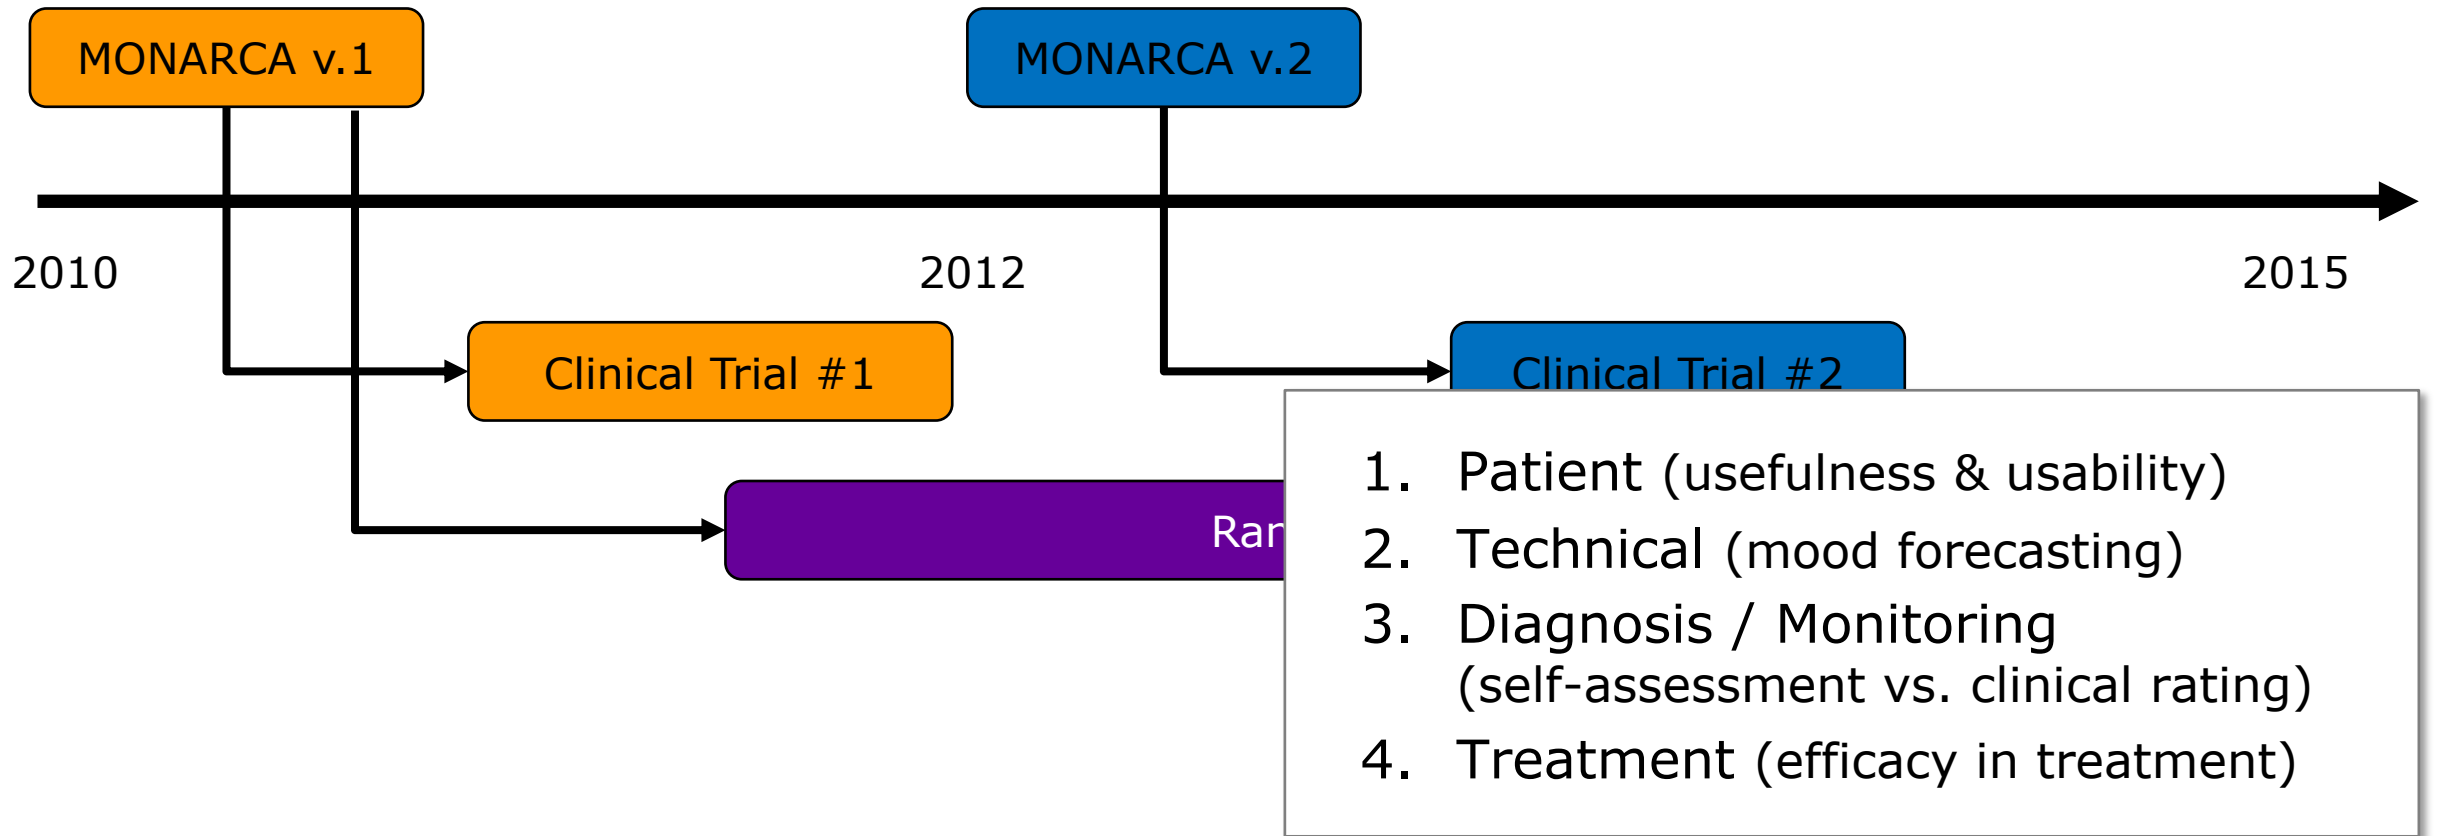 MONARCA v.1
MONARCA v.2
2010
2012
2015
Clinical Trial #1
Clinical Trial #2
1. Patient (usefulness & usability)
2. Technical (mood forecasting)
3. Diagnosis / Monitoring
(self-assessment vs. clinical rating)
4. Treatment (efficacy in treatment)